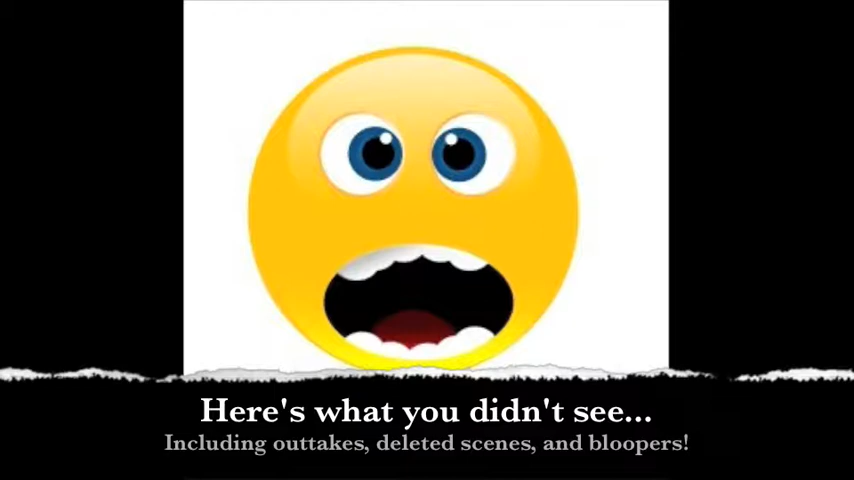 Here's what you didn't see...
Including outtakes, deleted scenes, and bloopers!